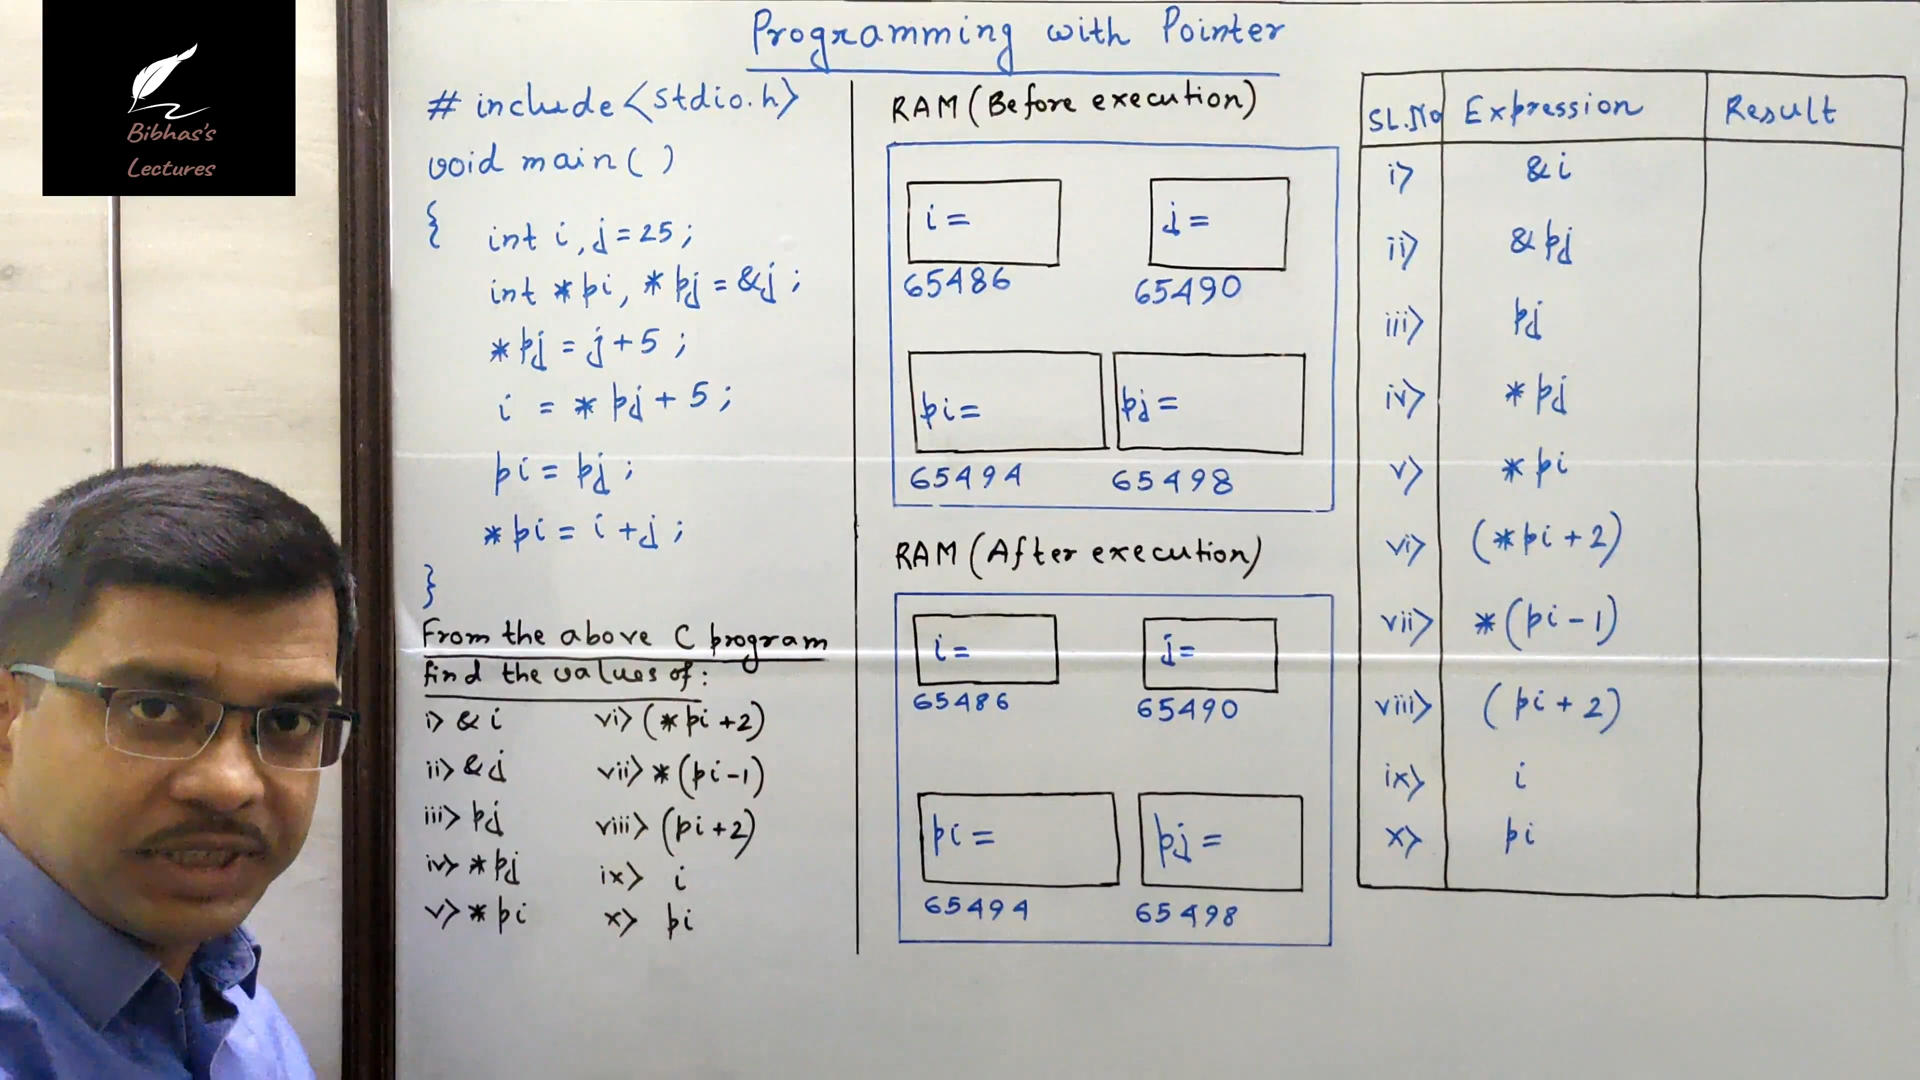 Bibhas's
Lectures
Programming with Pointer
# include <stdio.h>
void main( )
{
int i, j = 25 ;
int *pi, *pj = &j ;
*pj = j + 5 ;
i = *pj + 5 ;
pi = pj ;
*pi = i + j ;
}
From the above C program
find the values of :
i> & i
ii> & j
iii> pj
iv> *pj
v> *pi
vi> (*pi +2)
vii> *(pi-1)
viii> (pi+2)
ix> i
x> pi
RAM (Before execution)
i =
65486
j =
65490
pi =
65494
pj =
65498
RAM (After execution)
i =
65486
j =
65490
pi =
65494
pj =
65498
SL.No Expression Result
i> & i
ii> & pj
iii> pj
iv> * pj
v> * pi
vi> (*pi + 2)
vii> *(pi - 1)
viii> (pi + 2)
ix> i
x> pi